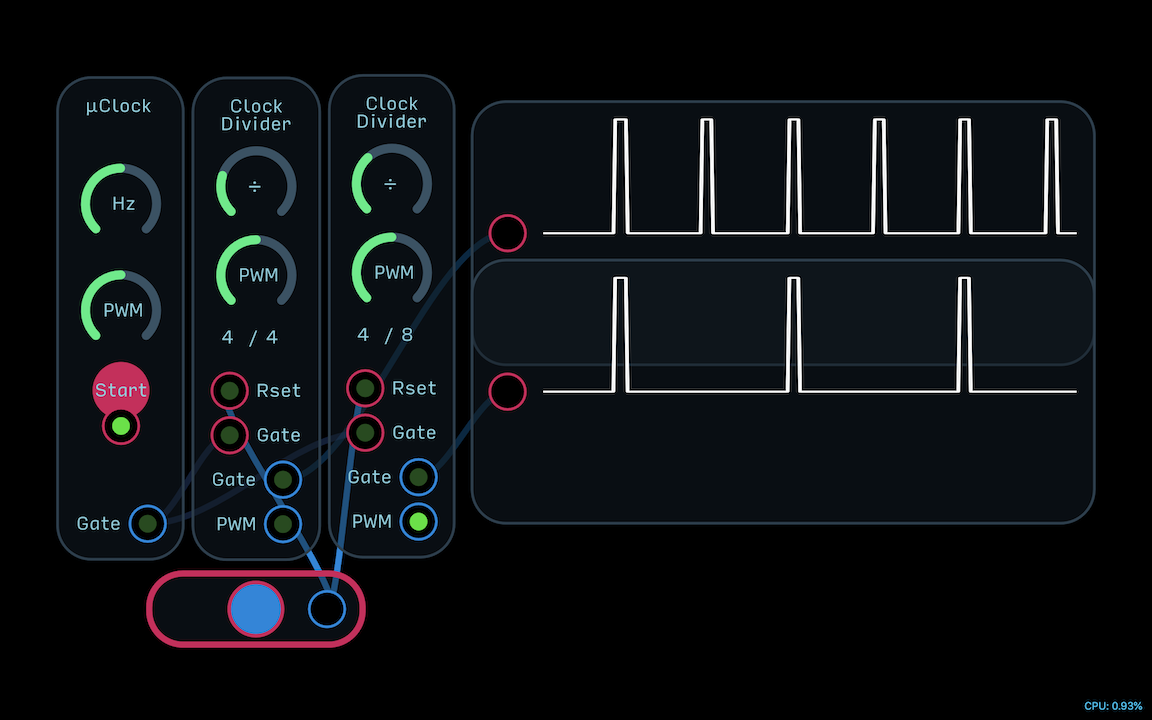 µClock
Hz
PWM
Start
Gate
Clock
Divider
÷
PWM
4 / 4
Rset
Gate
Gate
PWM
Clock
Divider
÷
PWM
4 / 8
Rset
Gate
Gate
PWM
CPU: 0.93%